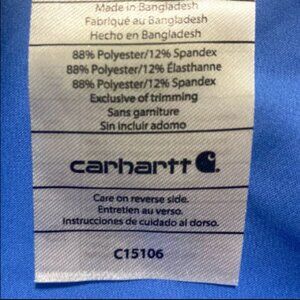 Made in Bangladesh
Fabriqué au Bangladesh
Hecho en Bangladesh
88% Polyester/12% Spandex
88% Polyester/12% Élasthanne
88% Polyester/12% Spandex
Exclusive of trimming
Sans garniture
Sin incluir adorno
carhartt
Care on reverse side.
Entretien au verso.
Instrucciones de cuidado al dorso.
C15106